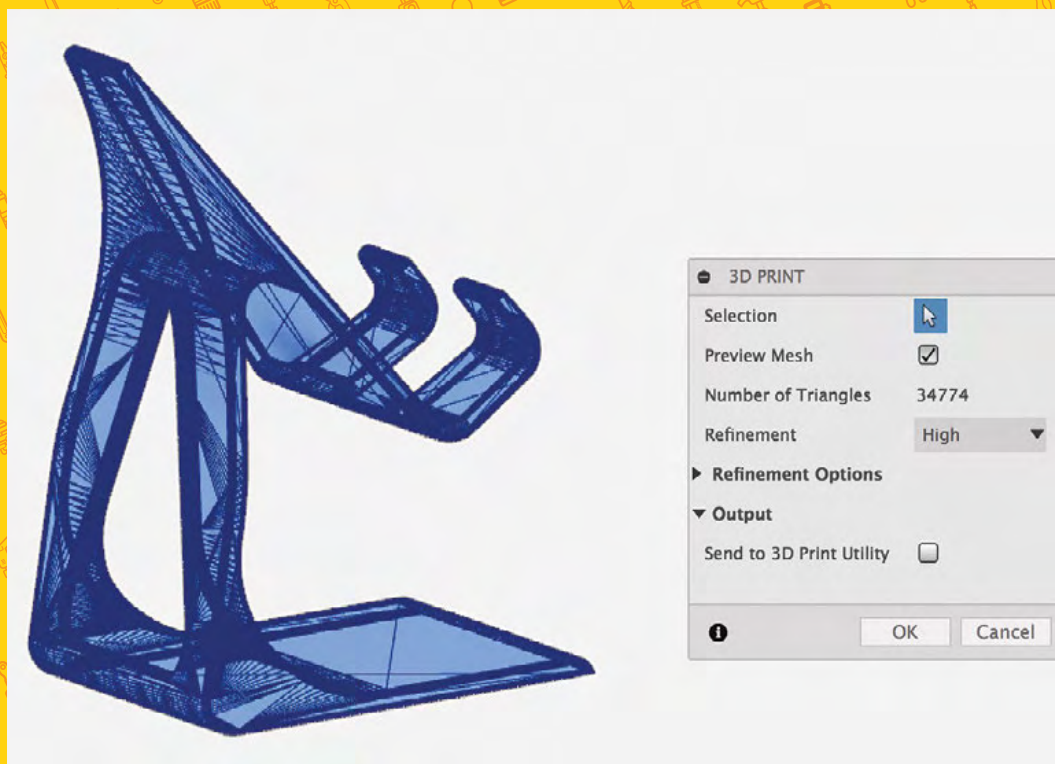 3D PRINT
Selection
Preview Mesh
Number of Triangles 34774
Refinement High
Refinement Options
Output
Send to 3D Print Utility
OK Cancel